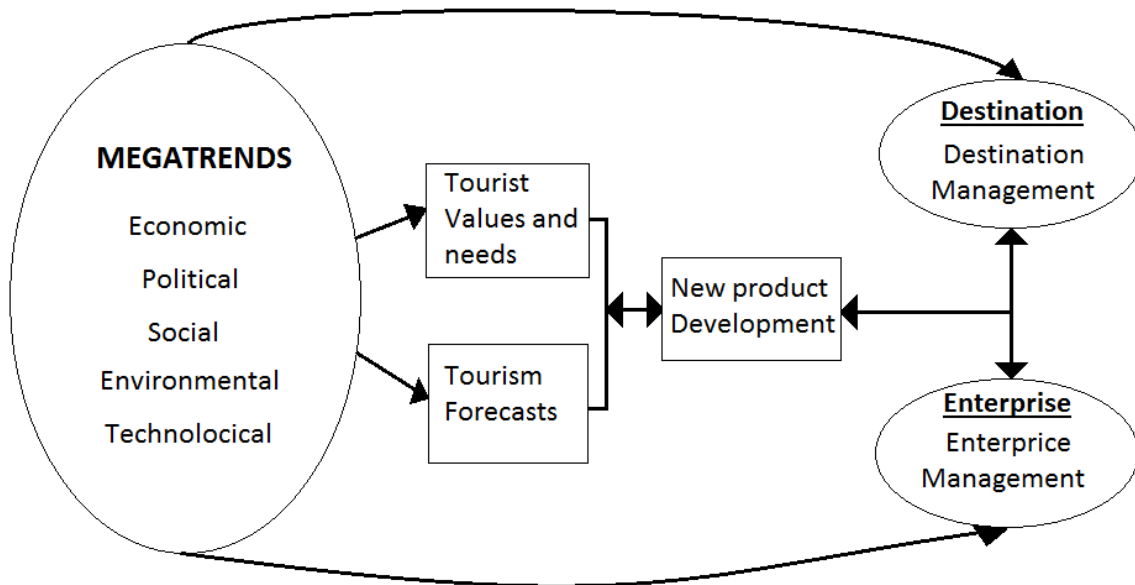 MEGATRENDS
Economic
Political
Social
Environmental
Technolocical
Tourist
Values and
needs
Tourism
Forecasts
New product
Development
Destination
Destination
Management
Enterprise
Enterprice
Management